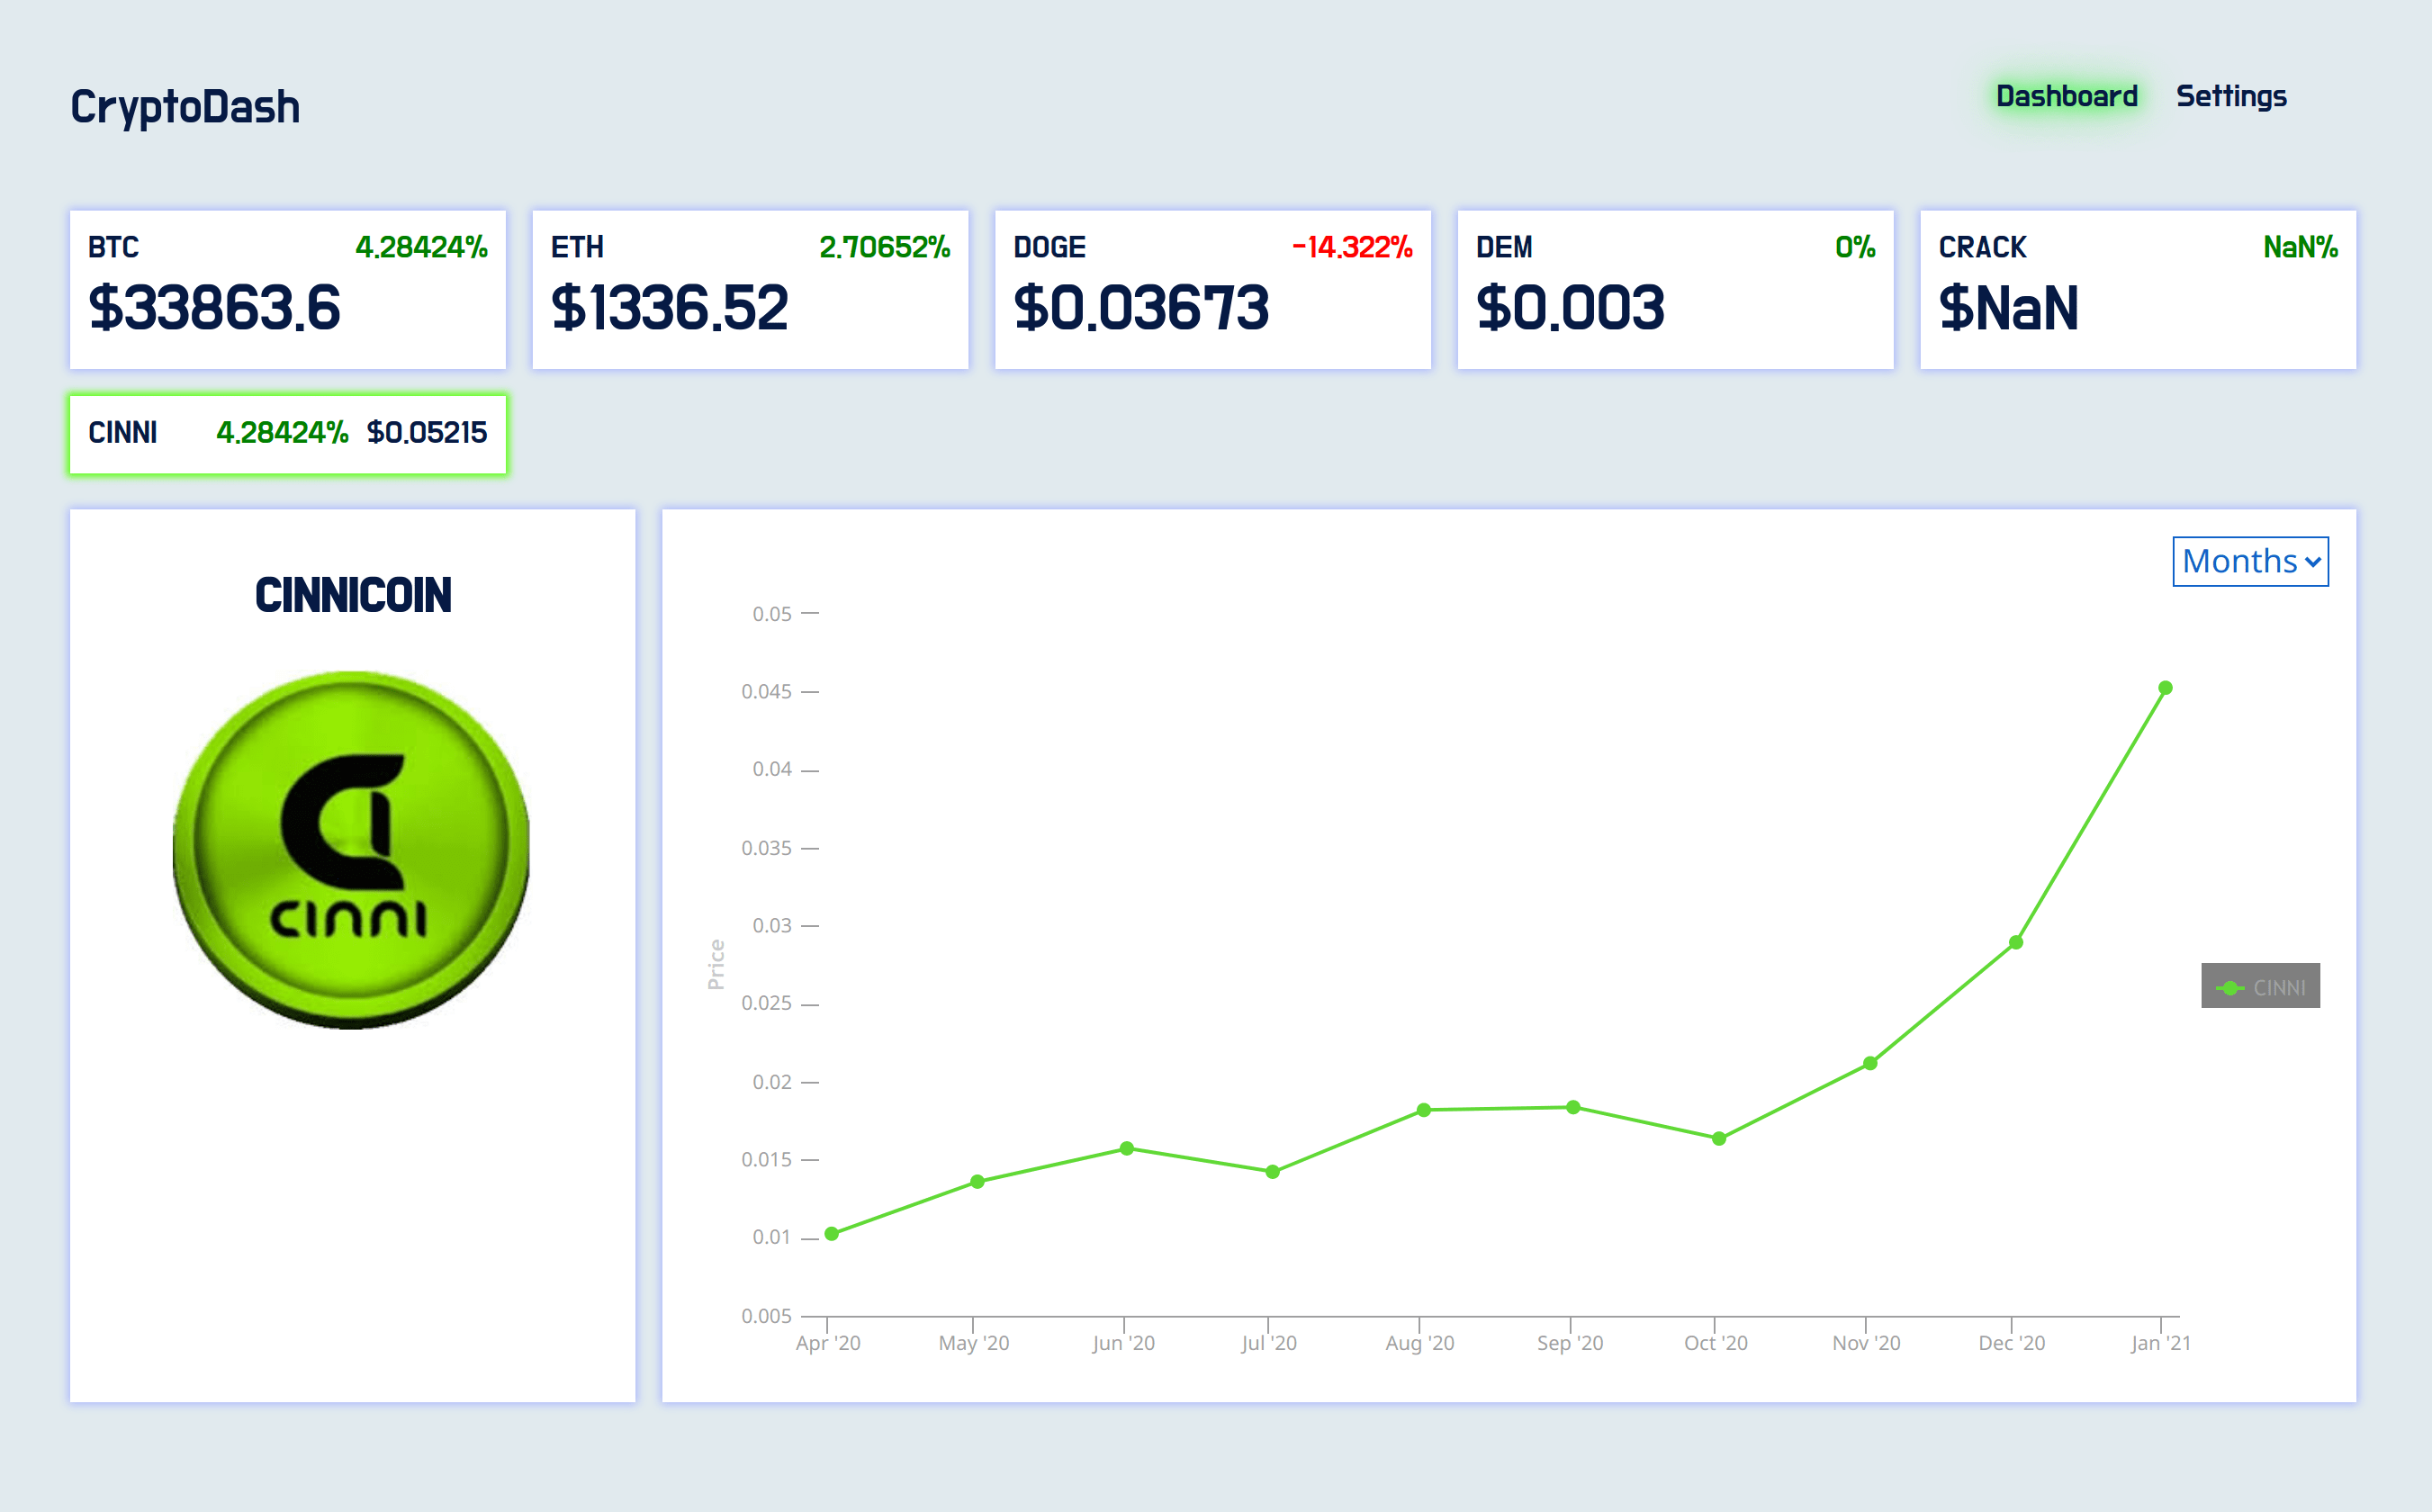 CryptoDash
Dashboard Settings
BTC 4.28424%
$33863.6
ETH 2.70652%
$1336.52
DOGE -14.322%
$0.03673
DEM 0%
$0.003
CRACK NaN%
$NaN
CINNI 4.28424% $0.05215
CINNICOIN
cinni
Months
0.05
0.045
0.04
0.035
0.03
0.025
0.02
0.015
0.01
0.005
Price
Apr '20 May '20 Jun '20 Jul '20 Aug '20 Sep '20 Oct '20 Nov '20 Dec '20 Jan '21
CINNI